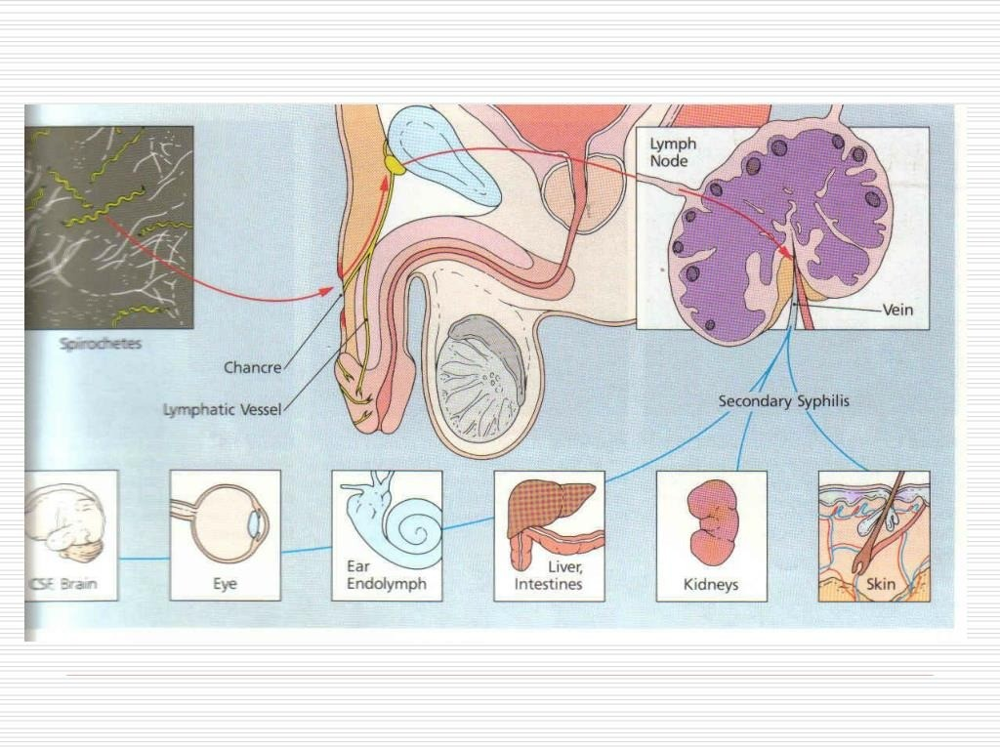 Lymph
Node
Vein
Spirochetes
Chancre
Lymphatic Vessel
Secondary Syphilis
CSF, Brain
Eye
Ear
Endolymph
Liver,
Intestines
Kidneys
Skin